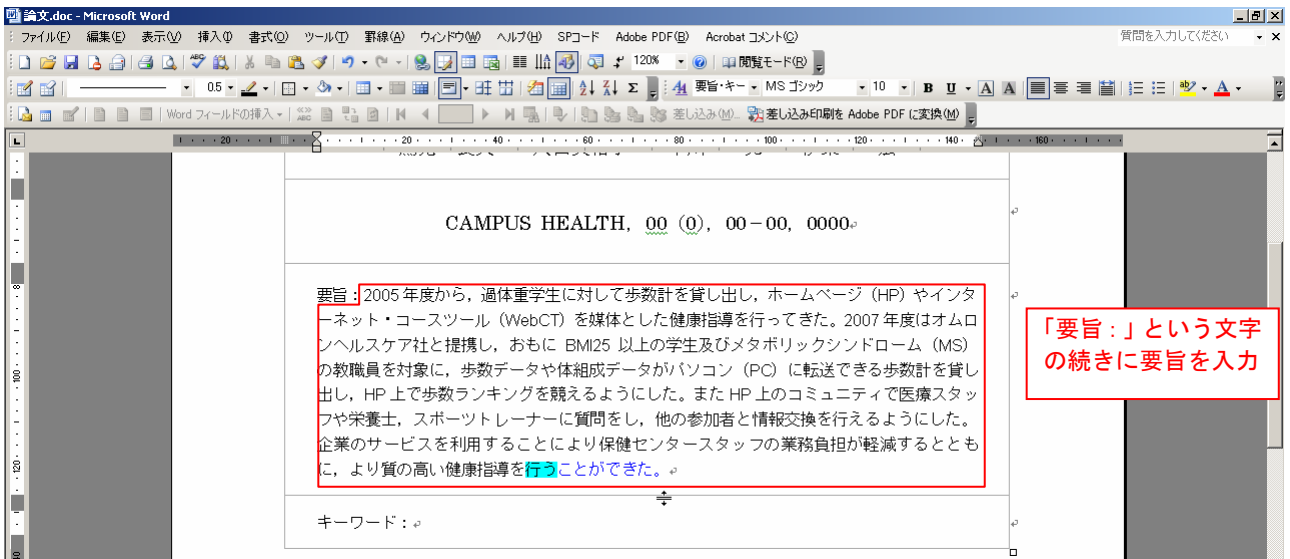 論文.doc - Microsoft Word
ファイル(F) 編集(E) 表示(V) 挿入(I) 書式(O) ツール(T) 罫線(A) ウィンドウ(W) ヘルプ(H) SPコード Adobe PDF(B) Acrobat コメント(C) 質問を入力してください
120% 閲覧モード(R)
0.5 要旨・キー MS ゴシック 10 B U A A
Word フィールドの挿入 差し込み(M)... 差し込み印刷を Adobe PDF に変換(M)
20 20 40 60 80 100 120 140 160
CAMPUS HEALTH, 00 (0), 00－00, 0000
要旨：2005 年度から，過体重学生に対して歩数計を貸し出し，ホームページ（HP）やインタ
ーネット・コースツール（WebCT）を媒体とした健康指導を行ってきた。2007 年度はオムロ
ンヘルスケア社と提携し，おもに BMI25 以上の学生及びメタボリックシンドローム（MS）
の教職員を対象に，歩数データや体組成データがパソコン（PC）に転送できる歩数計を貸し
出し，HP 上で歩数ランキングを競えるようにした。また HP 上のコミュニティで医療スタッ
フや栄養士，スポーツトレーナーに質問をし，他の参加者と情報交換を行えるようにした。
企業のサービスを利用することにより保健センタースタッフの業務負担が軽減するととも
に，より質の高い健康指導を行うことができた。
キーワード：
「要旨：」という文字
の続きに要旨を入力